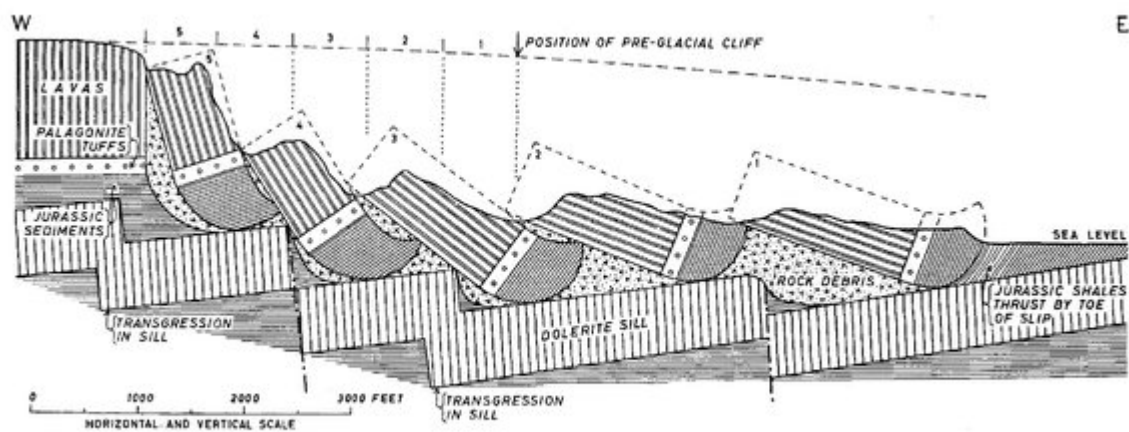 W
E
5 4 3 2 1
POSITION OF PRE-GLACIAL CLIFF
5
LAVAS
4
3
2
1
PALAGONITE
TUFFS
JURASSIC
SEDIMENTS
SEA LEVEL
ROCK DEBRIS
JURASSIC SHALES
THRUST BY TOE
OF SLIP
TRANSGRESSION
IN SILL
DOLERITE SILL
0 1000 2000 3000 FEET
HORIZONTAL AND VERTICAL SCALE
TRANSGRESSION
IN SILL